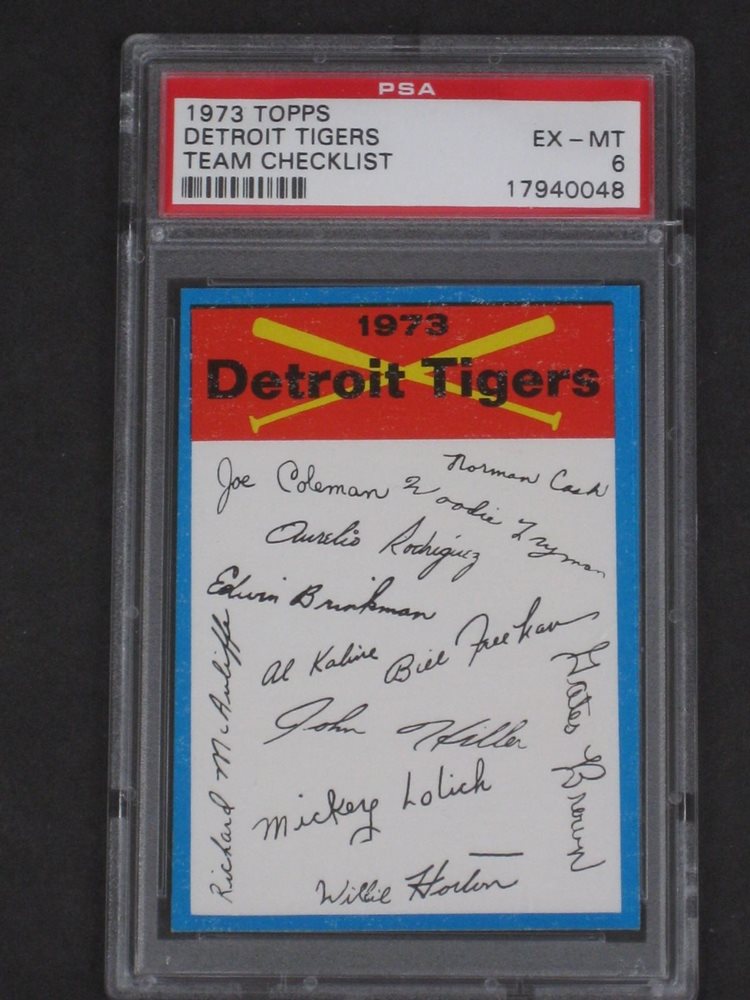 PSA
1973 TOPPS
DETROIT TIGERS
TEAM CHECKLIST
EX - MT
6
17940048
1973
Detroit Tigers
Joe Coleman
Norman Cash
Woodie Fryman
Aurelio Rodriguez
Edwin Brinkman
Al Kaline
Bill Freehan
Gates Brown
Richard McAuliffe
John Hiller
Mickey Lolich
Willie Horton